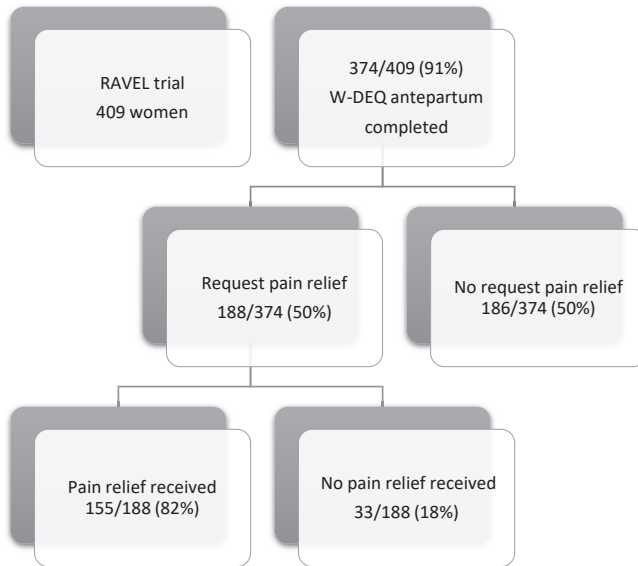 RAVEL trial
409 women
374/409 (91%)
W-DEQ antepartum
completed
Request pain relief
188/374 (50%)
No request pain relief
186/374 (50%)
Pain relief received
155/188 (82%)
No pain relief received
33/188 (18%)